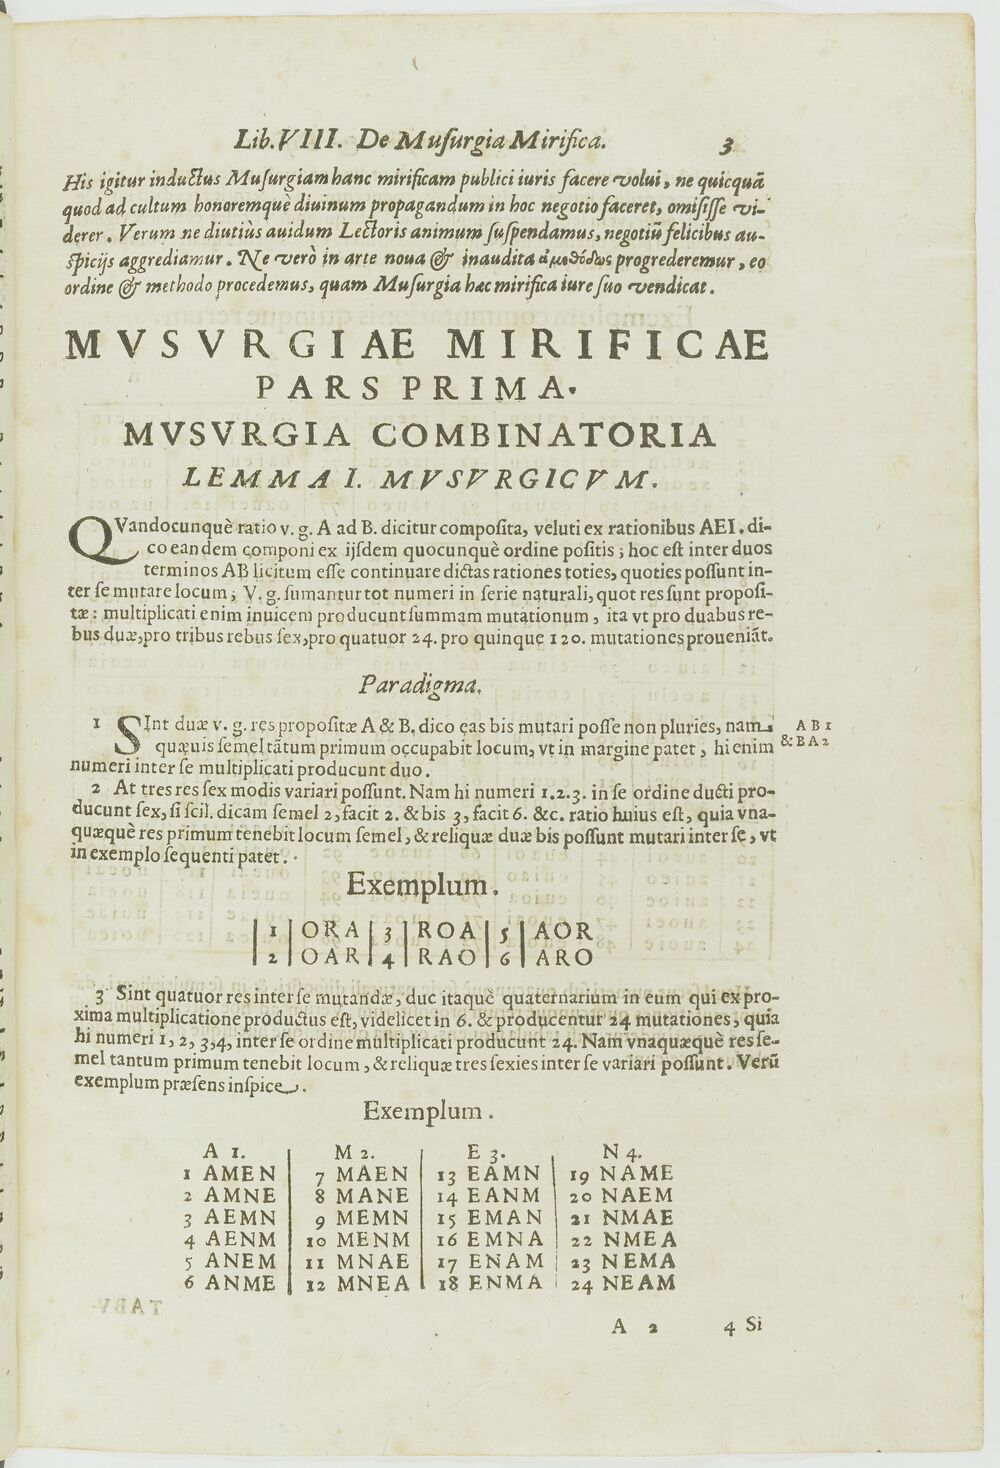 Lib. VIII. De Muſurgia Mirifica. 3
His igitur inductus Muſurgiam hanc mirificam publici iuris facere volui, ne quicquã
quod ad cultum honoremquè diuinum propagandum in hoc negotio faceret, omiſiſſe vi-
derer. Verum ne diutiùs auidum Lectoris animum ſuſpendamus, negotiũ felicibus au-
ſpicijs aggrediamur. Ne verò in arte noua & inaudita ἀμεθόδως progrederemur, eo
ordine & methodo procedemus, quam Muſurgia hæc mirifica iure ſuo vendicat.
MVSVRGIAE MIRIFICAE
PARS PRIMA.
MVSVRGIA COMBINATORIA
LEMMA I. MVSVRGICVM.
QVandocunquè ratio v. g. A ad B. dicitur compoſita, veluti ex rationibus AEI. di-
co eandem componi ex ijſdem quocunquè ordine poſitis; hoc eſt inter duos
terminos AB licitum eſſe continuare dictas rationes toties, quoties poſſunt in-
ter ſe mutare locum; V. g. ſumantur tot numeri in ſerie naturali, quot res ſunt propoſi-
tæ: multiplicati enim inuicem producunt ſummam mutationum, ita vt pro duabus re-
bus duæ, pro tribus rebus ſex, pro quatuor 24. pro quinque 120. mutationes proueniãt.
Paradigma.
1 SInt duæ v. g. res propoſitæ A & B, dico eas bis mutari poſſe non pluries, nam A B 1
quæuis ſemel tãtum primum occupabit locum, vt in margine patet, hi enim & B A 2
numeri inter ſe multiplicati producunt duo.
2 At tres res ſex modis variari poſſunt. Nam hi numeri 1.2.3. in ſe ordine ducti pro-
ducunt ſex, ſi ſcil. dicam ſemel 2, facit 2. & bis 3, facit 6. &c. ratio huius eſt, quia vna-
quæquè res primum tenebit locum ſemel, & reliquæ duæ bis poſſunt mutari inter ſe, vt
in exemplo ſequenti patet.
Exemplum.
1 ORA 3 ROA 5 AOR
2 OAR 4 RAO 6 ARO
3 Sint quatuor res inter ſe mutandæ, duc itaquè quaternarium in eum qui ex pro-
xima multiplicatione productus eſt, videlicet in 6. & producentur 24 mutationes, quia
hi numeri 1, 2, 3, 4, inter ſe ordine multiplicati producunt 24. Nam vnaquæquè res ſe-
mel tantum primum tenebit locum, & reliquæ tres ſexies inter ſe variari poſſunt. Verũ
exemplum præſens inſpice.
Exemplum.
A 1. M 2. E 3. N 4.
1 AMEN 7 MAEN 13 EAMN 19 NAME
2 AMNE 8 MANE 14 EANM 20 NAEM
3 AEMN 9 MEMN 15 EMAN 21 NMAE
4 AENM 10 MENM 16 EMNA 22 NMEA
5 ANEM 11 MNAE 17 ENAM 23 NEMA
6 ANME 12 MNEA 18 ENMA 24 NEAM
A 2 4 Si